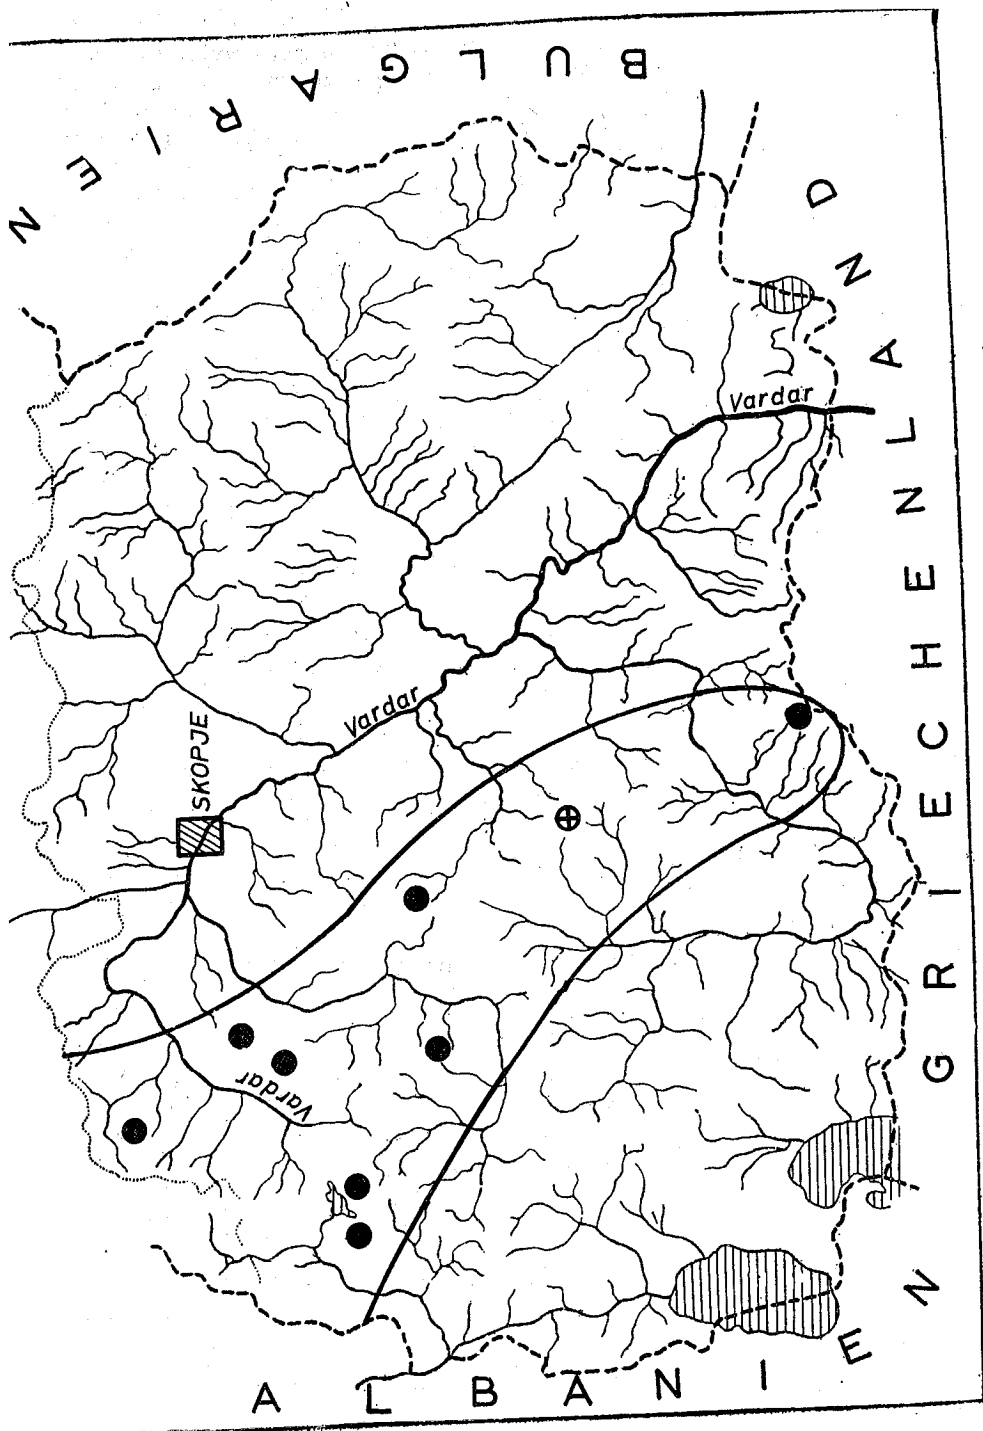 BULGARIEN
GRIECHENLAND
Vardar
Vardar
SKOPJE
Vardar
ALBANIEN